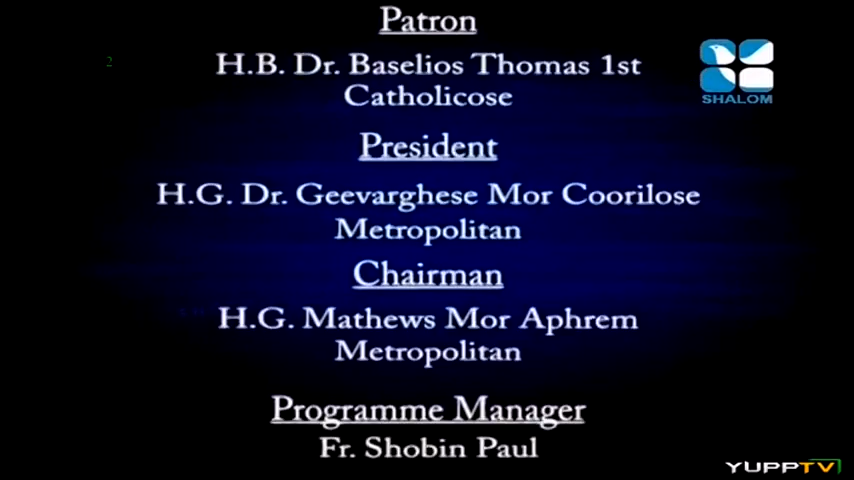 Patron
2
H.B. Dr. Baselios Thomas 1st
Catholicose
SHALOM
President
H.G. Dr. Geevarghese Mor Coorilose
Metropolitan
Chairman
H.G. Mathews Mor Aphrem
Metropolitan
Programme Manager
Fr. Shobin Paul
YUPPTV